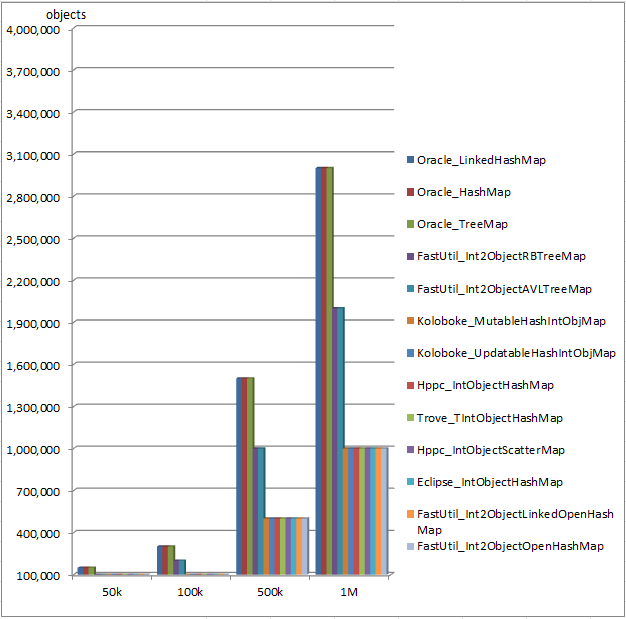 objects
4,000,000
3,700,000
3,400,000
3,100,000
2,800,000
2,500,000
2,200,000
1,900,000
1,600,000
1,300,000
1,000,000
700,000
400,000
100,000
50k
100k
500k
1M
Oracle_LinkedHashMap
Oracle_HashMap
Oracle_TreeMap
FastUtil_Int2ObjectRBTreeMap
FastUtil_Int2ObjectAVLTreeMap
Koloboke_MutableHashIntObjMap
Koloboke_UpdatableHashIntObjMap
Hppc_IntObjectHashMap
Trove_TIntObjectHashMap
Hppc_IntObjectScatterMap
Eclipse_IntObjectHashMap
FastUtil_Int2ObjectLinkedOpenHash
Map
FastUtil_Int2ObjectOpenHashMap